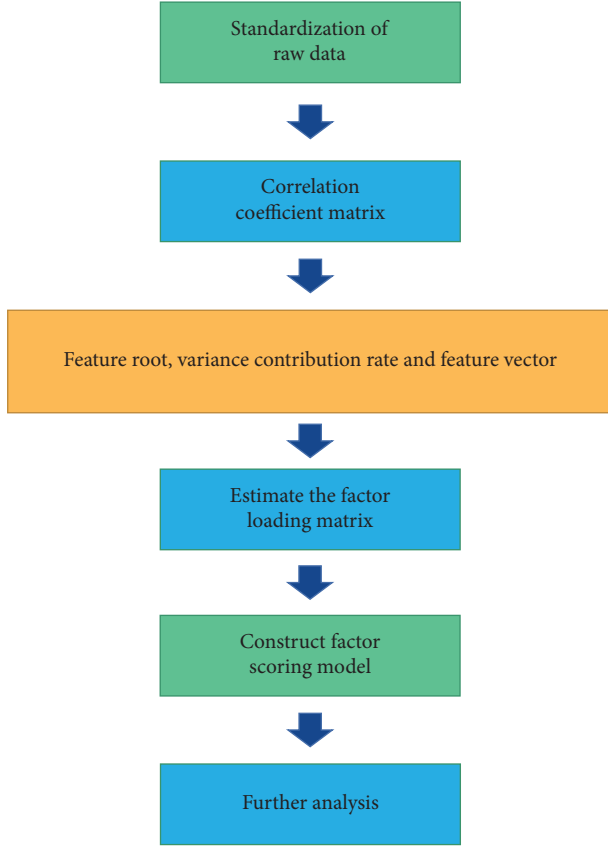 Standardization of
raw data
Correlation
coefficient matrix
Feature root, variance contribution rate and feature vector
Estimate the factor
loading matrix
Construct factor
scoring model
Further analysis